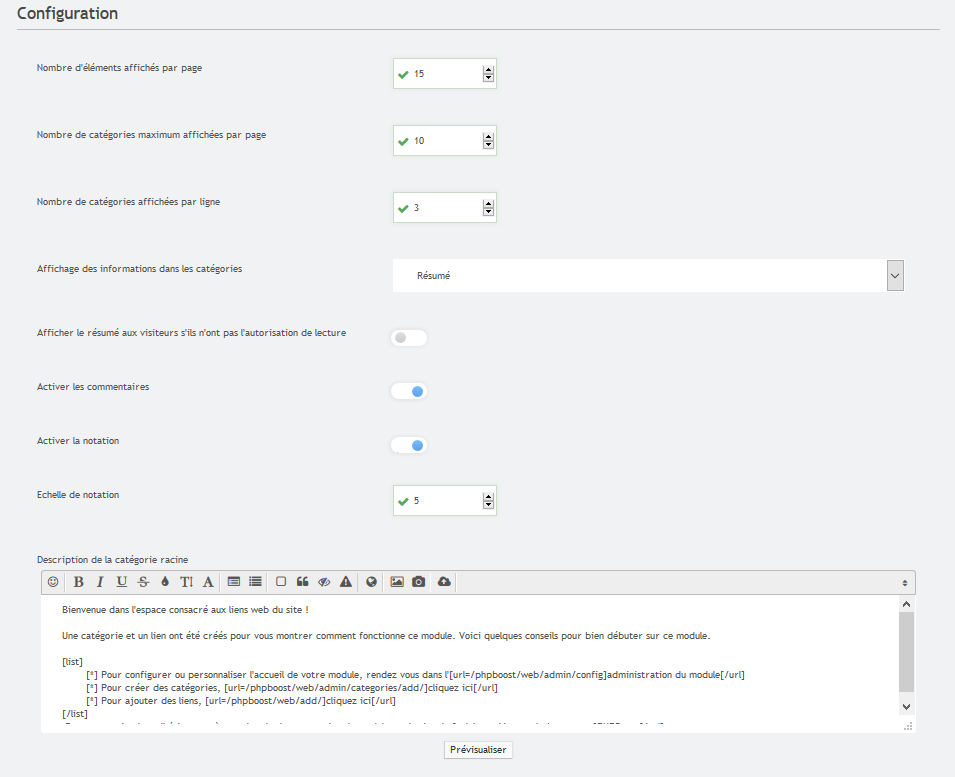 Configuration
Nombre d'éléments affichés par page
15
Nombre de catégories maximum affichées par page
10
Nombre de catégories affichées par ligne
3
Affichage des informations dans les catégories
Résumé
Afficher le résumé aux visiteurs s'ils n'ont pas l'autorisation de lecture
Activer les commentaires
Activer la notation
Echelle de notation
5
Description de la catégorie racine
B I U S T A
Bienvenue dans l'espace consacré aux liens web du site !
Une catégorie et un lien ont été créés pour vous montrer comment fonctionne ce module. Voici quelques conseils pour bien débuter sur ce module.
[list]
[*] Pour configurer ou personnaliser l'accueil de votre module, rendez vous dans l'[url=/phpboost/web/admin/config]administration du module[/url]
[*] Pour créer des catégories, [url=/phpboost/web/admin/categories/add/]cliquez ici[/url]
[*] Pour ajouter des liens, [url=/phpboost/web/add/]cliquez ici[/url]
[/list]
Prévisualiser